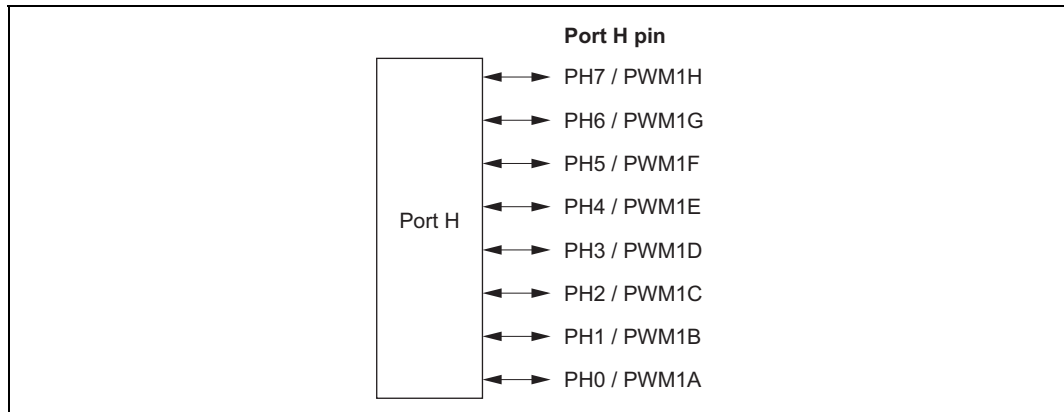 Port H pin
PH7 / PWM1H
PH6 / PWM1G
PH5 / PWM1F
PH4 / PWM1E
Port H
PH3 / PWM1D
PH2 / PWM1C
PH1 / PWM1B
PH0 / PWM1A